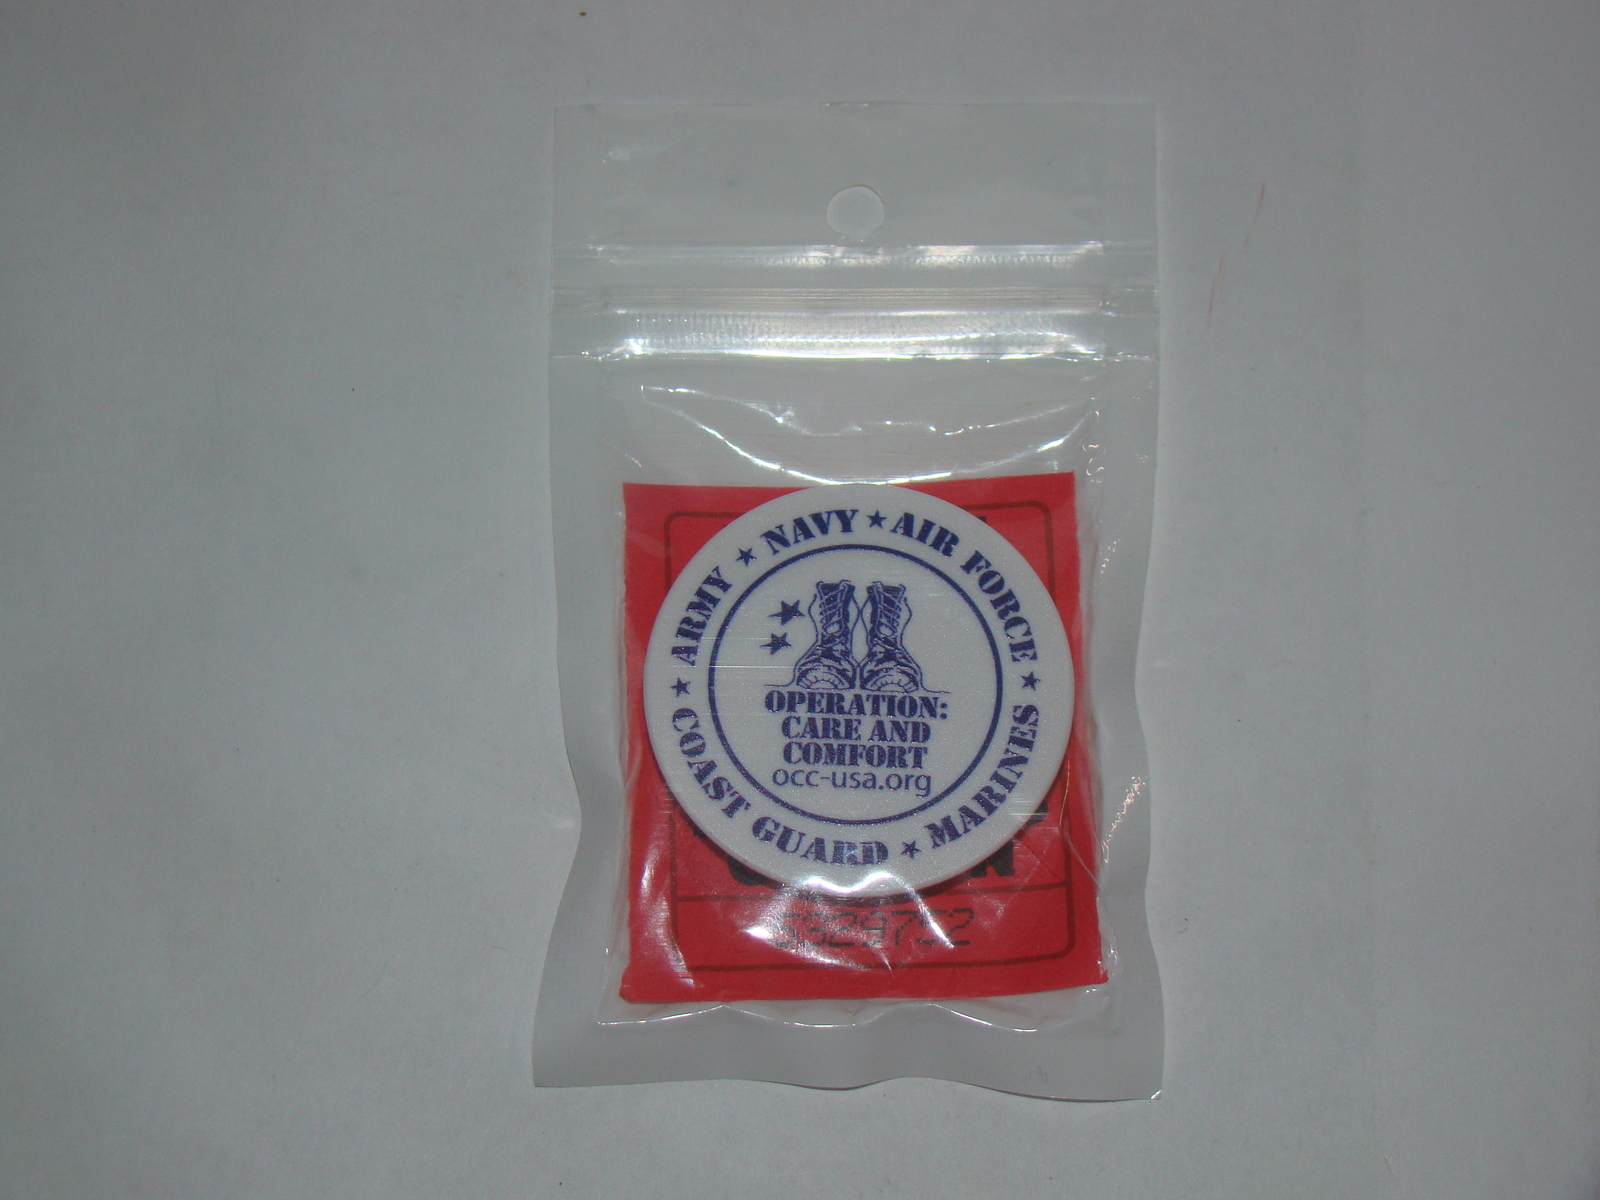 ARMY ★ NAVY ★ AIR FORCE ★ MARINES ★ COAST GUARD ★
OPERATION:
CARE AND
COMFORT
occ-usa.org